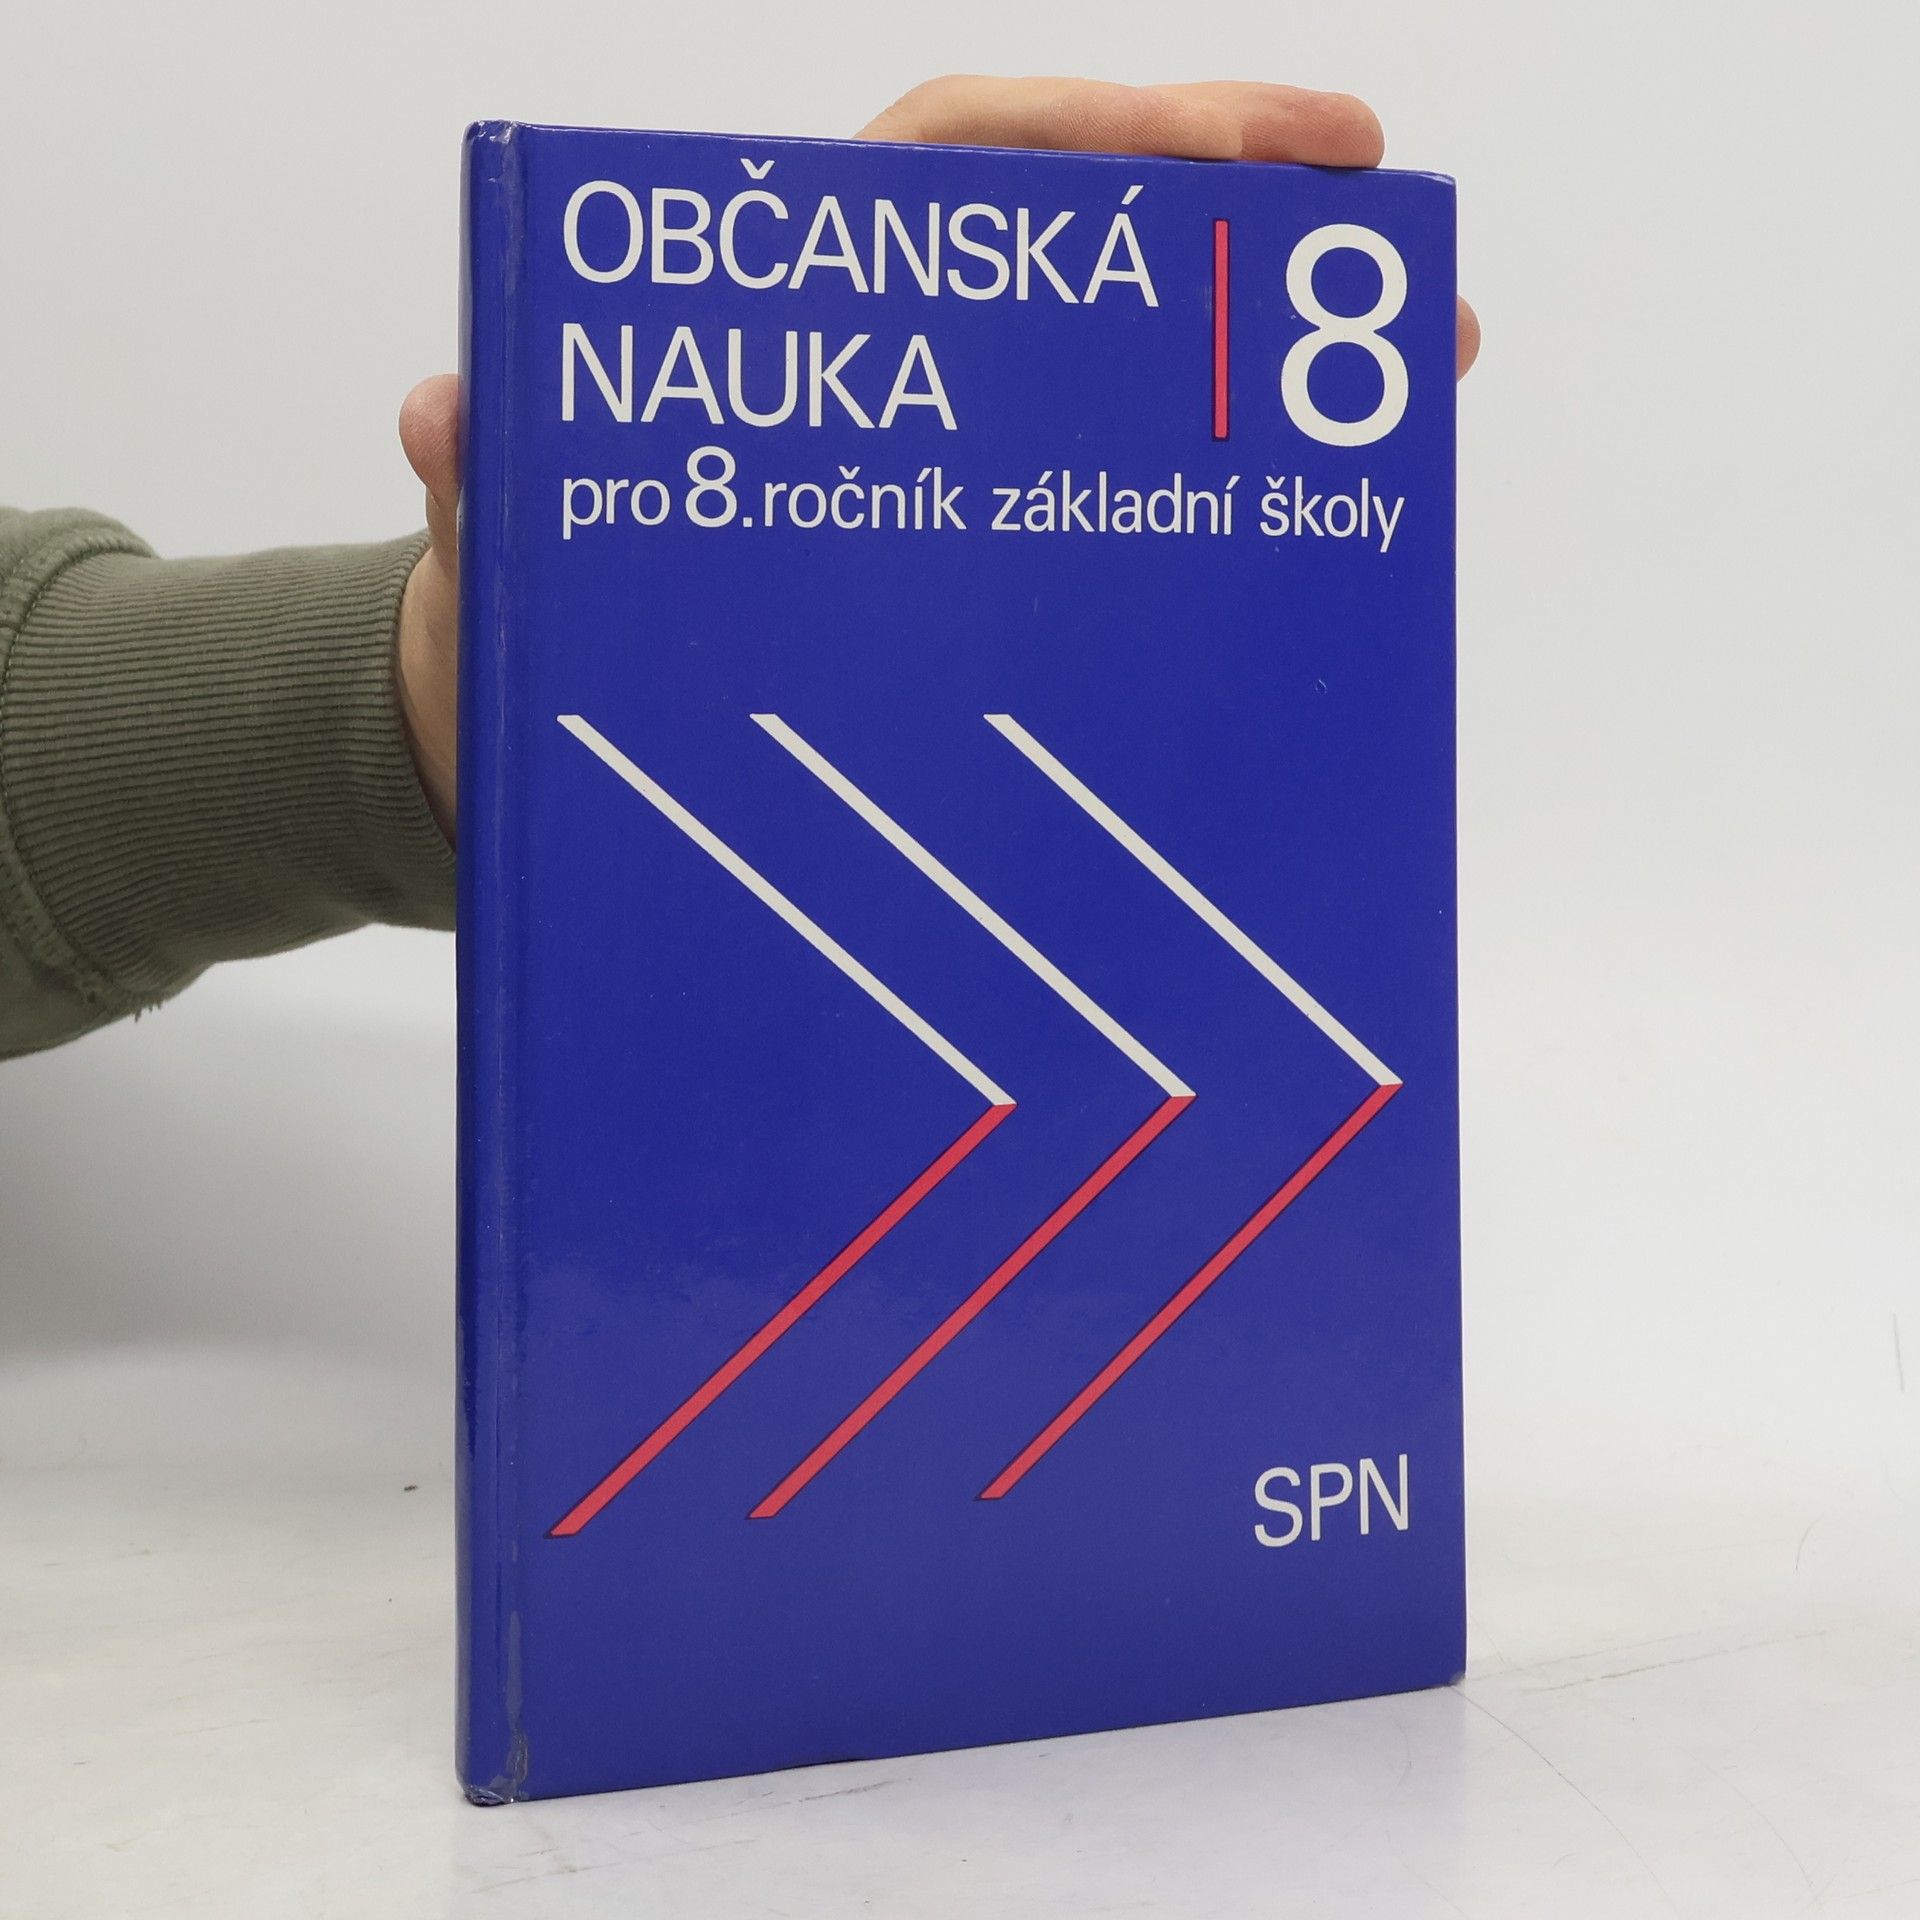 OBČANSKÁ
NAUKA
8
pro 8. ročník základní školy
SPN